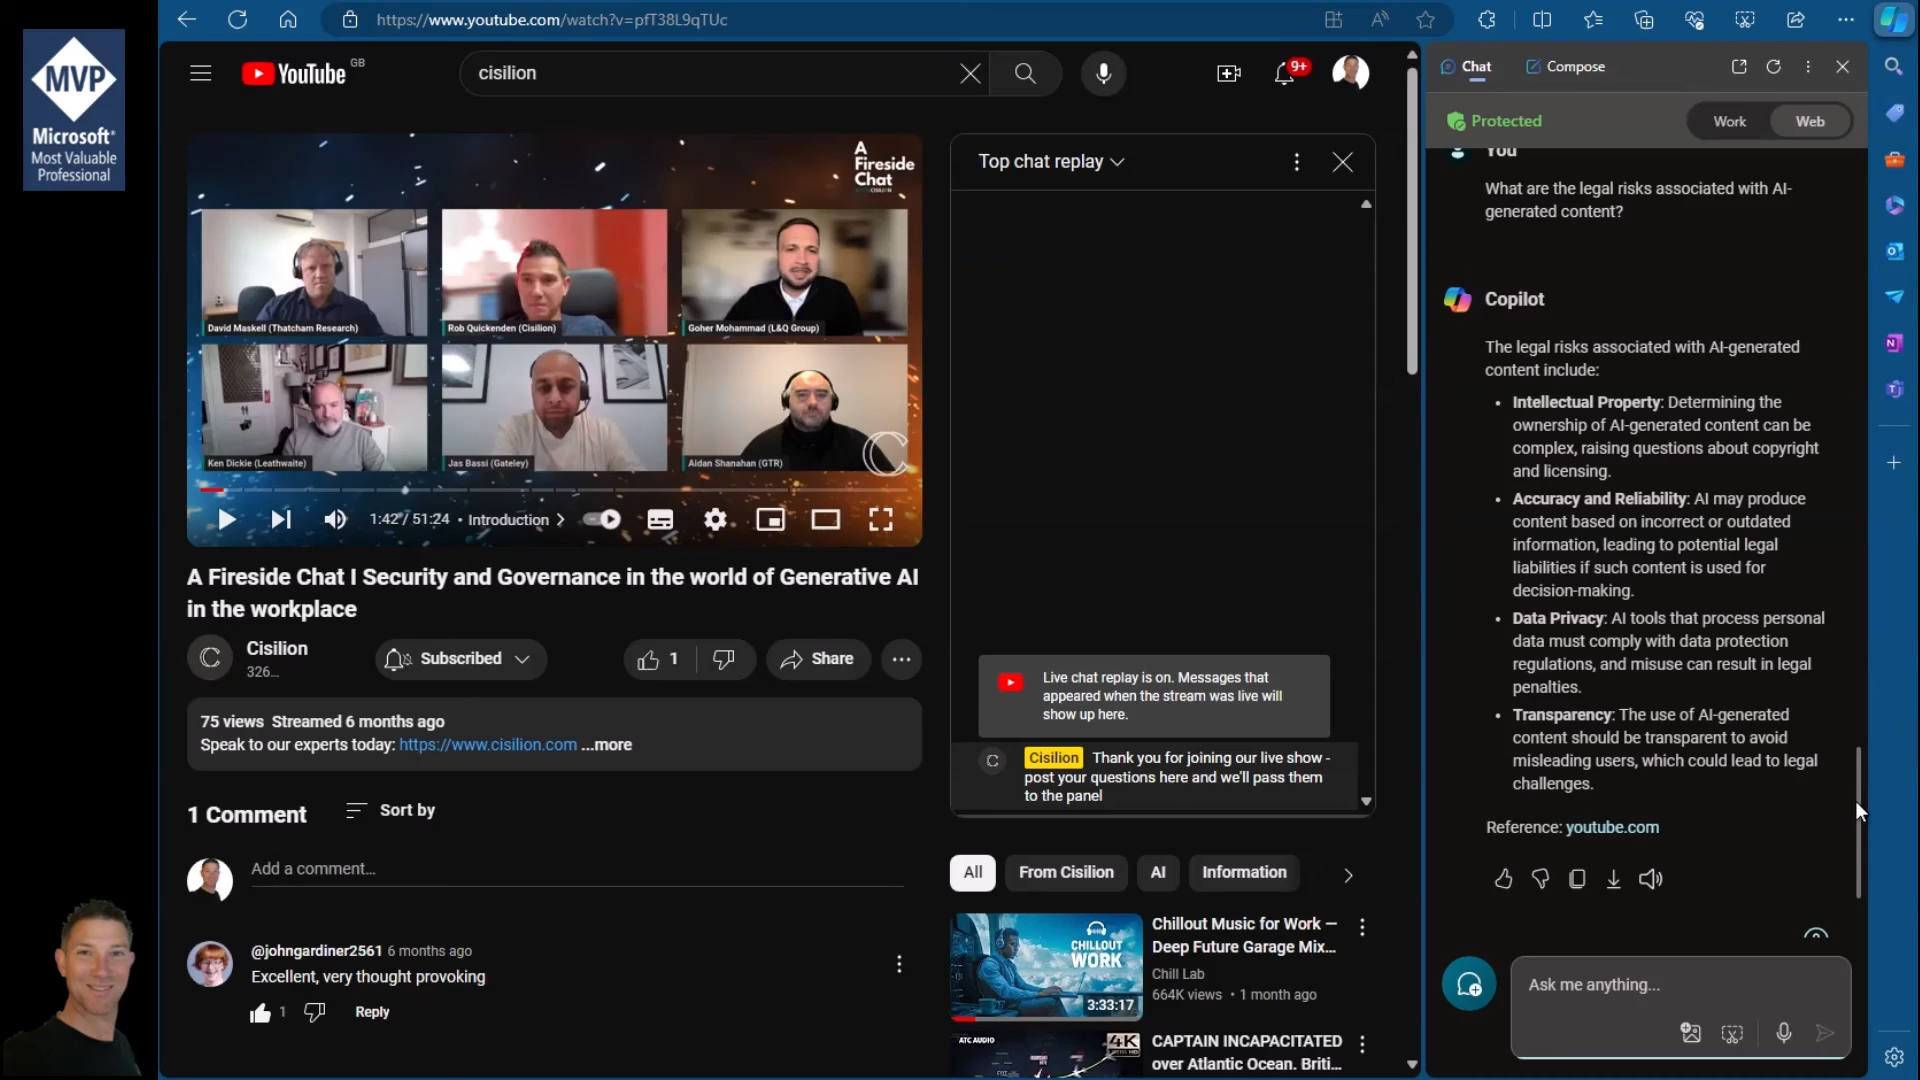 MVP
Microsoft®
Most Valuable
Professional
https://www.youtube.com/watch?v=pfT38L9qTUc
YouTube GB
cisilion
9+
A
Fireside
Chat
David Maskell (Thatcham Research)
Rob Quickenden (Cisilion)
Goher Mohammad (L&Q Group)
Ken Dickie (Leathwaite)
Jas Bassi (Gateley)
Aidan Shanahan (GTR)
1:42 / 51:24 • Introduction
A Fireside Chat I Security and Governance in the world of Generative AI
in the workplace
Cisilion
326...
Subscribed
1
Share
75 views Streamed 6 months ago
Speak to our experts today: https://www.cisilion.com ...more
1 Comment
Sort by
Add a comment...
@johngardiner2561 6 months ago
Excellent, very thought provoking
1
Reply
Top chat replay
Live chat replay is on. Messages that
appeared when the stream was live will
show up here.
Cisilion Thank you for joining our live show -
post your questions here and we'll pass them
to the panel
All
From Cisilion
AI
Information
CHILLOUT
WORK
3:33:17
Chillout Music for Work —
Deep Future Garage Mix...
Chill Lab
664K views • 1 month ago
ATC AUDIO
4K
CAPTAIN INCAPACITATED
over Atlantic Ocean. Briti...
Chat
Compose
Protected
Work
Web
You
What are the legal risks associated with AI-
generated content?
Copilot
The legal risks associated with AI-generated
content include:
• Intellectual Property: Determining the
ownership of AI-generated content can be
complex, raising questions about copyright
and licensing.
• Accuracy and Reliability: AI may produce
content based on incorrect or outdated
information, leading to potential legal
liabilities if such content is used for
decision-making.
• Data Privacy: AI tools that process personal
data must comply with data protection
regulations, and misuse can result in legal
penalties.
• Transparency: The use of AI-generated
content should be transparent to avoid
misleading users, which could lead to legal
challenges.
Reference: youtube.com
Ask me anything...